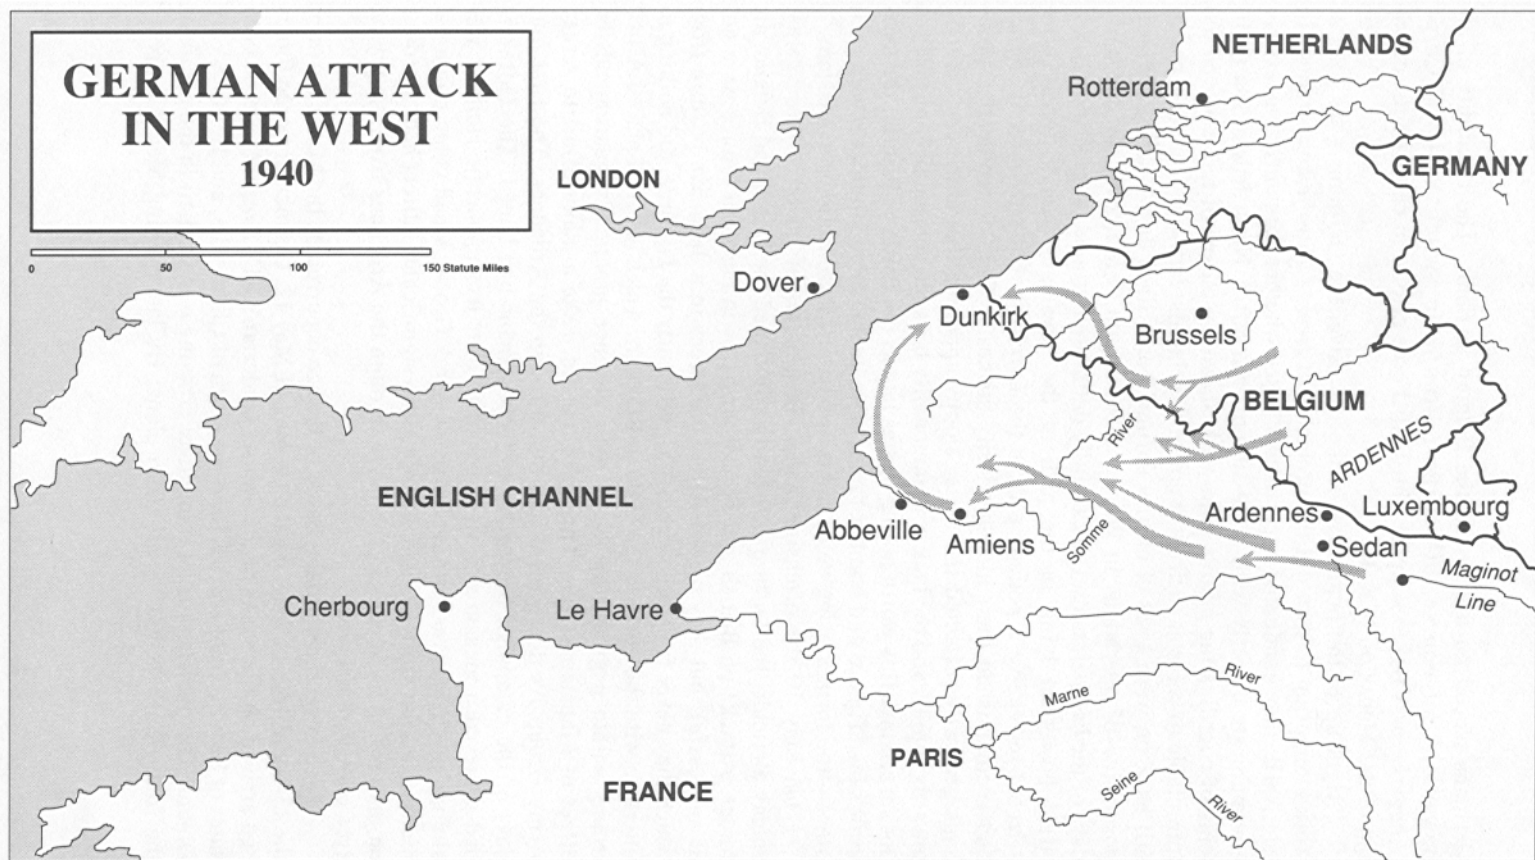 GERMAN ATTACK
IN THE WEST
1940
0 50 100 150 Statute Miles
NETHERLANDS
Rotterdam
GERMANY
LONDON
Dover
Dunkirk
Brussels
BELGIUM
River
ARDENNES
ENGLISH CHANNEL
Abbeville
Amiens
Somme
Ardennes
Luxembourg
Sedan
Maginot
Line
Cherbourg
Le Havre
Marne
River
PARIS
Seine
River
FRANCE